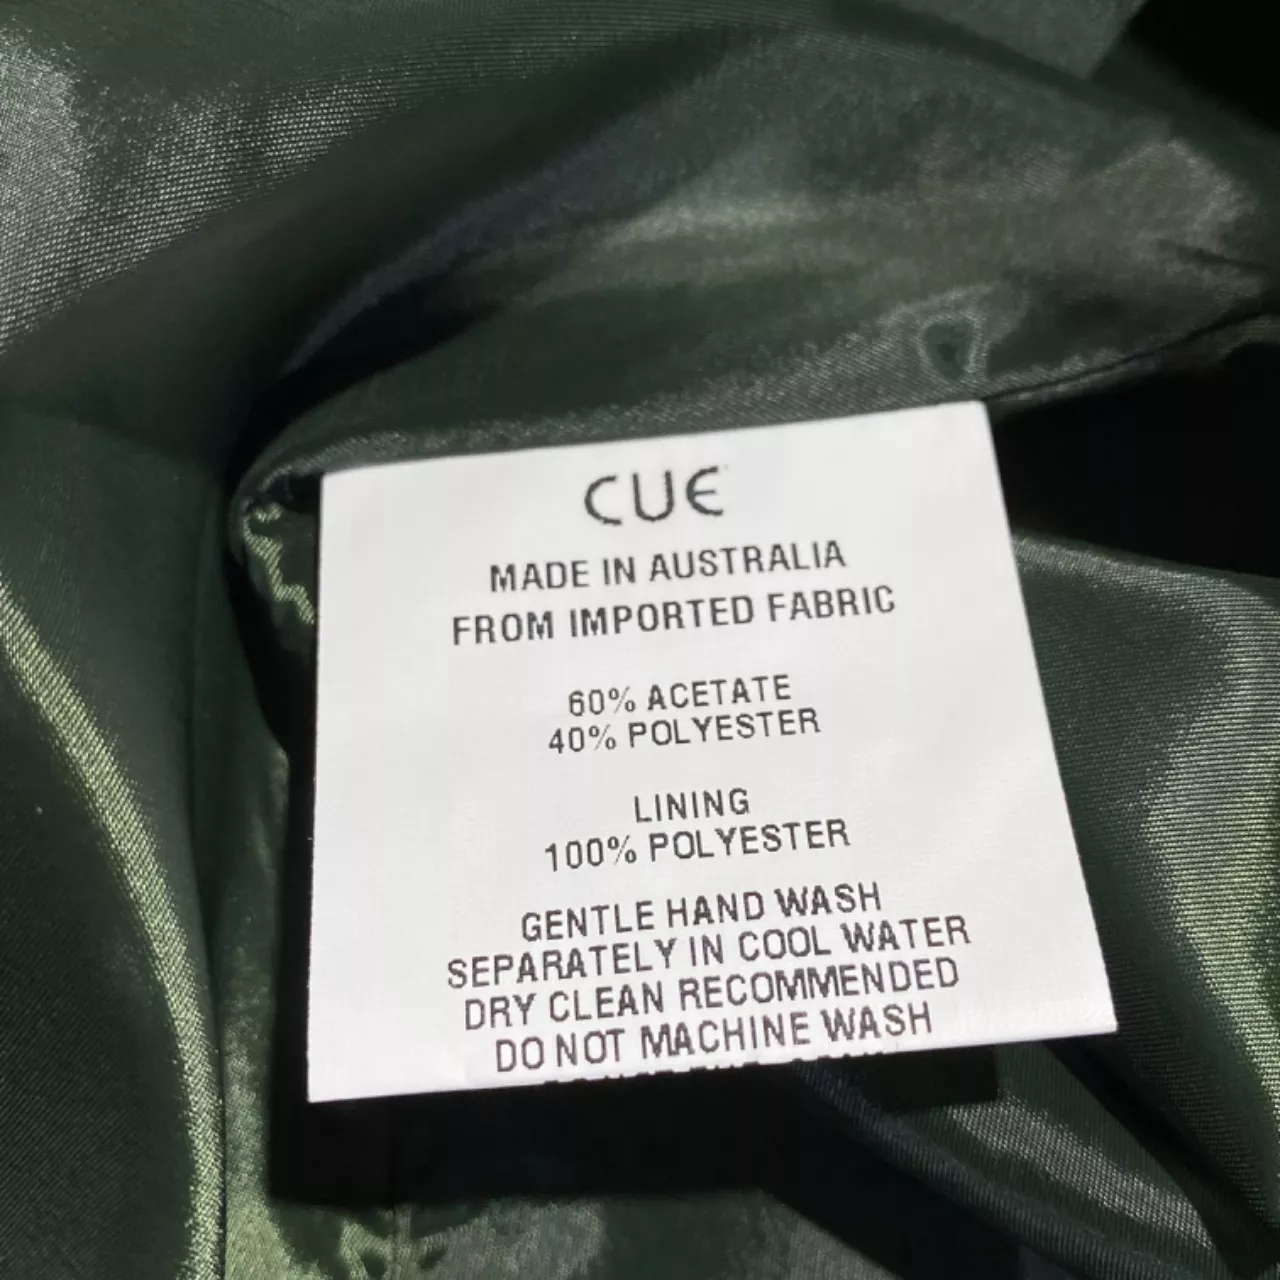 CUE
MADE IN AUSTRALIA
FROM IMPORTED FABRIC
60% ACETATE
40% POLYESTER
LINING
100% POLYESTER
GENTLE HAND WASH
SEPARATELY IN COOL WATER
DRY CLEAN RECOMMENDED
DO NOT MACHINE WASH